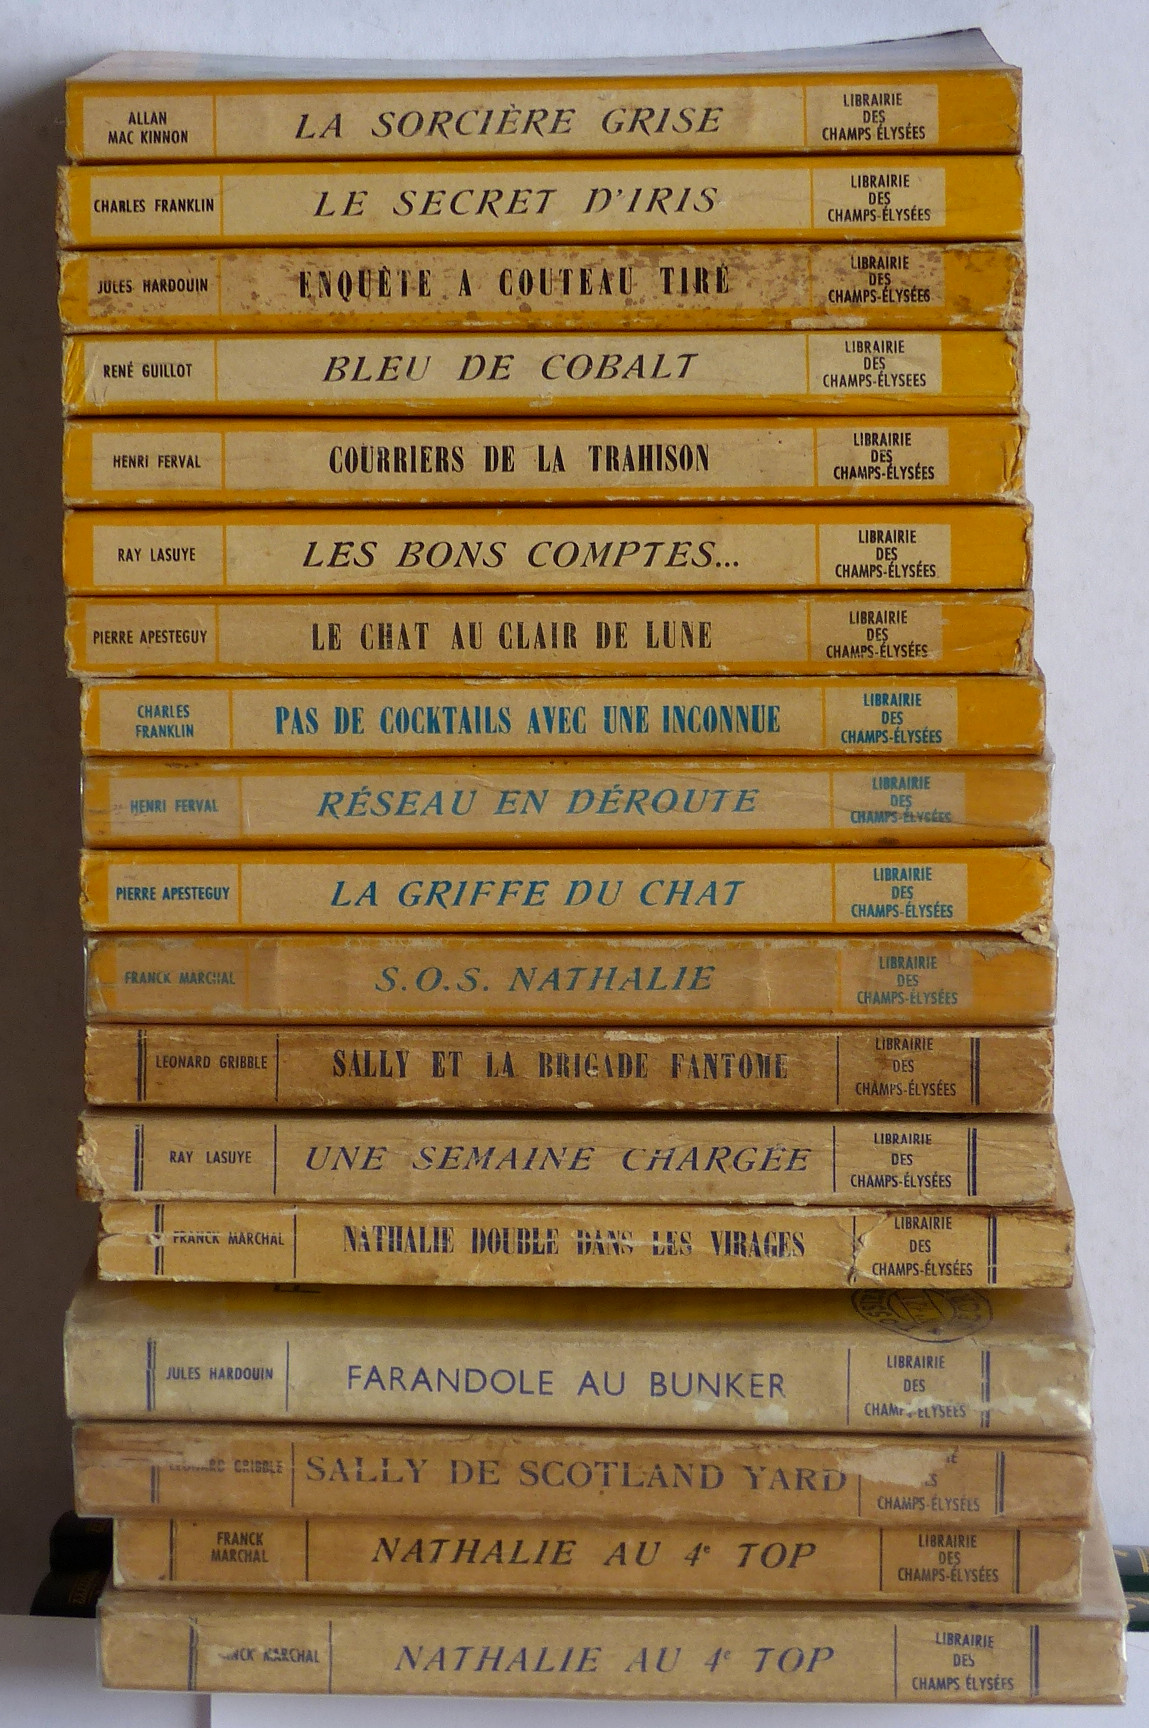 ALLAN
MAC KINNON
LA SORCIÈRE GRISE
LIBRAIRIE
DES
CHAMPS ÉLYSÉES
CHARLES FRANKLIN
LE SECRET D'IRIS
LIBRAIRIE
DES
CHAMPS-ÉLYSÉES
JULES HARDOUIN
ENQUÊTE A COUTEAU TIRÉ
LIBRAIRIE
DES
CHAMPS-ÉLYSÉES
RENÉ GUILLOT
BLEU DE COBALT
LIBRAIRIE
DES
CHAMPS-ÉLYSEES
HENRI FERVAL
COURRIERS DE LA TRAHISON
LIBRAIRIE
DES
CHAMPS-ÉLYSÉES
RAY LASUYE
LES BONS COMPTES...
LIBRAIRIE
DES
CHAMPS-ÉLYSÉES
PIERRE APESTEGUY
LE CHAT AU CLAIR DE LUNE
LIBRAIRIE
DES
CHAMPS-ÉLYSÉES
CHARLES
FRANKLIN
PAS DE COCKTAILS AVEC UNE INCONNUE
LIBRAIRIE
DES
CHAMPS-ÉLYSÉES
HENRI FERVAL
RÉSEAU EN DÉROUTE
LIBRAIRIE
DES
CHAMPS-ÉLYSÉES
PIERRE APESTEGUY
LA GRIFFE DU CHAT
LIBRAIRIE
DES
CHAMPS-ÉLYSÉES
FRANCK MARCHAL
S.O.S. NATHALIE
LIBRAIRIE
DES
CHAMPS-ÉLYSÉES
LEONARD GRIBBLE
SALLY ET LA BRIGADE FANTOME
LIBRAIRIE
DES
CHAMPS-ÉLYSÉES
RAY LASUYE
UNE SEMAINE CHARGÉE
LIBRAIRIE
DES
CHAMPS-ÉLYSÉES
FRANCK MARCHAL
NATHALIE DOUBLE DANS LES VIRAGES
LIBRAIRIE
DES
CHAMPS-ÉLYSÉES
JULES HARDOUIN
FARANDOLE AU BUNKER
LIBRAIRIE
DES
CHAMPS-ÉLYSÉES
LEONARD GRIBBLE
SALLY DE SCOTLAND YARD
CHAMPS-ÉLYSÉES
FRANCK
MARCHAL
NATHALIE AU 4e TOP
LIBRAIRIE
DES
CHAMPS-ÉLYSÉES
MARCHAL
NATHALIE AU 4e TOP
LIBRAIRIE
DES
CHAMPS ÉLYSÉES